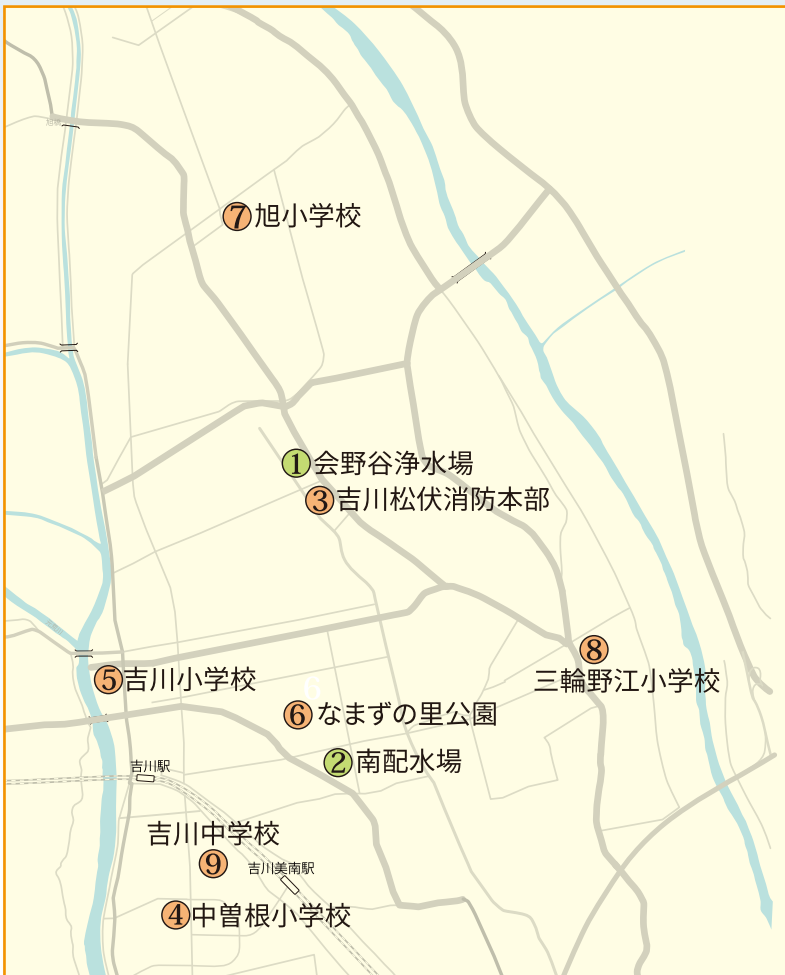 ⑦旭小学校
①会野谷浄水場
③吉川松伏消防本部
⑧
三輪野江小学校
⑤吉川小学校
6
⑥なまずの里公園
②南配水場
吉川駅
吉川中学校
⑨
吉川美南駅
④中曽根小学校